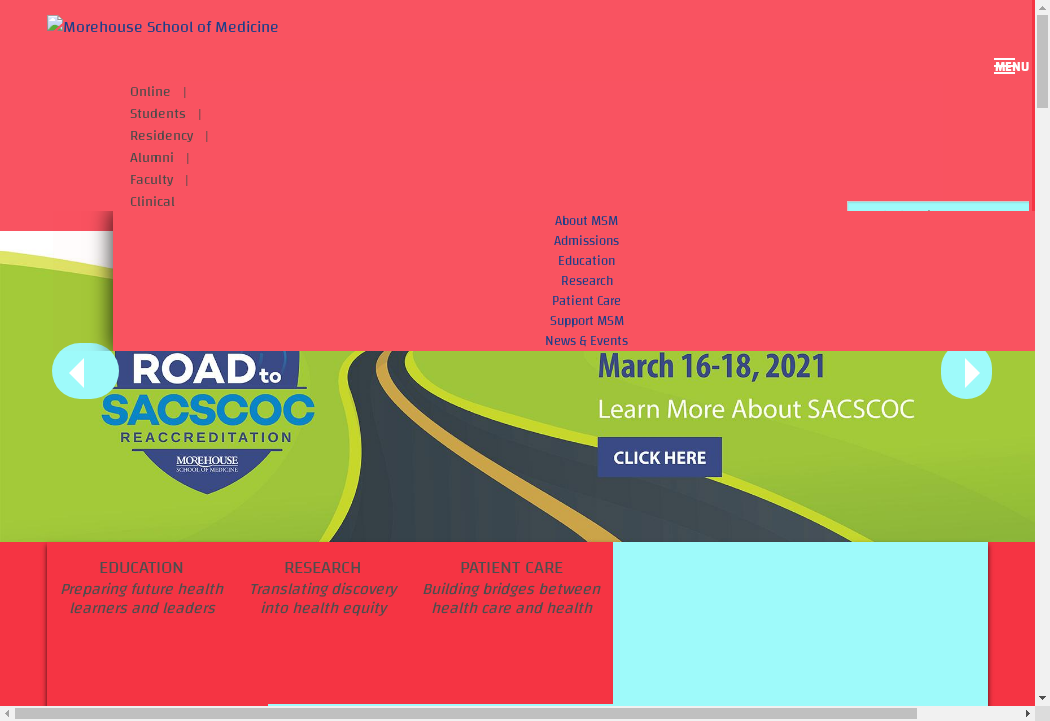 Morehouse School of Medicine
MENU
Online |
Students |
Residency |
Alumni |
Faculty |
Clinical
About MSM
Admissions
Education
Research
Patient Care
Support MSM
News & Events
ROAD to
SACSCOC
REACCREDITATION
MOREHOUSE
SCHOOL OF MEDICINE
March 16-18, 2021
Learn More About SACSCOC
CLICK HERE
EDUCATION
Preparing future health
learners and leaders
RESEARCH
Translating discovery
into health equity
PATIENT CARE
Building bridges between
health care and health